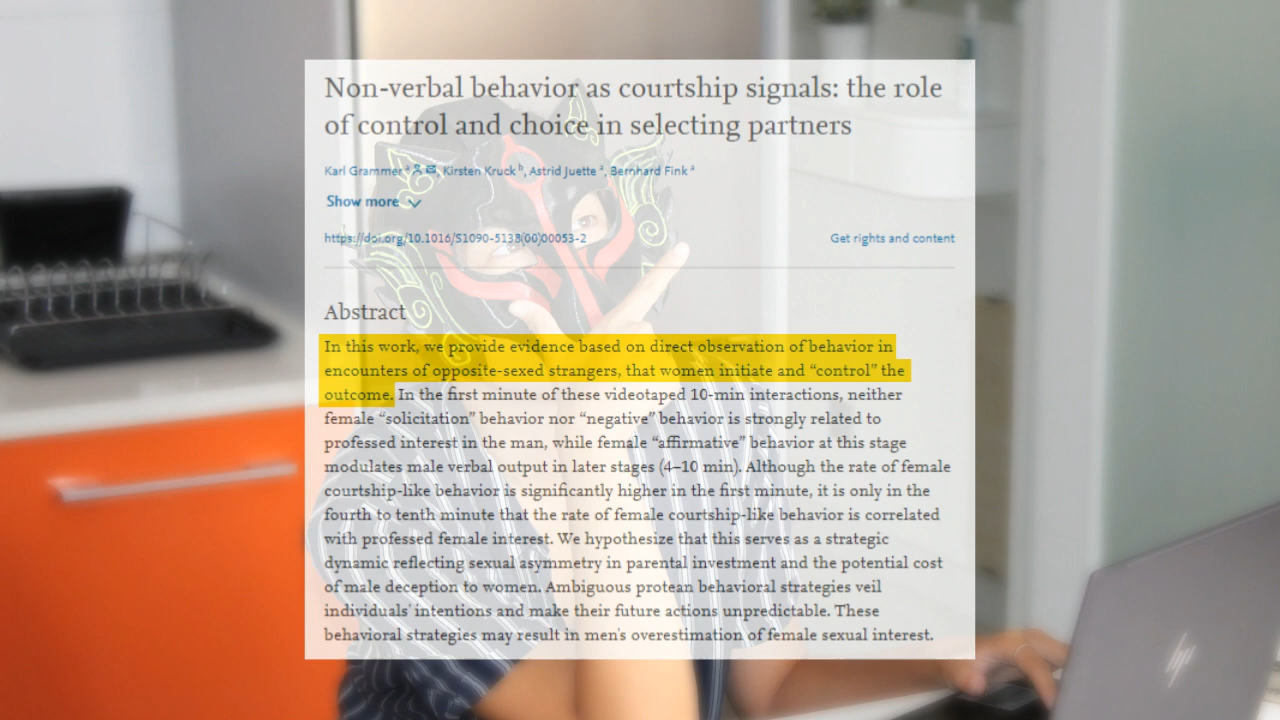 Non-verbal behavior as courtship signals: the role
of control and choice in selecting partners
Karl Grammer a, Kirsten Kruck b, Astrid Juette a, Bernhard Fink a
Show more
https://doi.org/10.1016/S1090-5138(00)00053-2
Get rights and content
Abstract
In this work, we provide evidence based on direct observation of behavior in
encounters of opposite-sexed strangers, that women initiate and “control” the
outcome. In the first minute of these videotaped 10-min interactions, neither
female “solicitation” behavior nor “negative” behavior is strongly related to
professed interest in the man, while female “affirmative” behavior at this stage
modulates male verbal output in later stages (4–10 min). Although the rate of female
courtship-like behavior is significantly higher in the first minute, it is only in the
fourth to tenth minute that the rate of female courtship-like behavior is correlated
with professed female interest. We hypothesize that this serves as a strategic
dynamic reflecting sexual asymmetry in parental investment and the potential cost
of male deception to women. Ambiguous protean behavioral strategies veil
individuals' intentions and make their future actions unpredictable. These
behavioral strategies may result in men's overestimation of female sexual interest.
hp